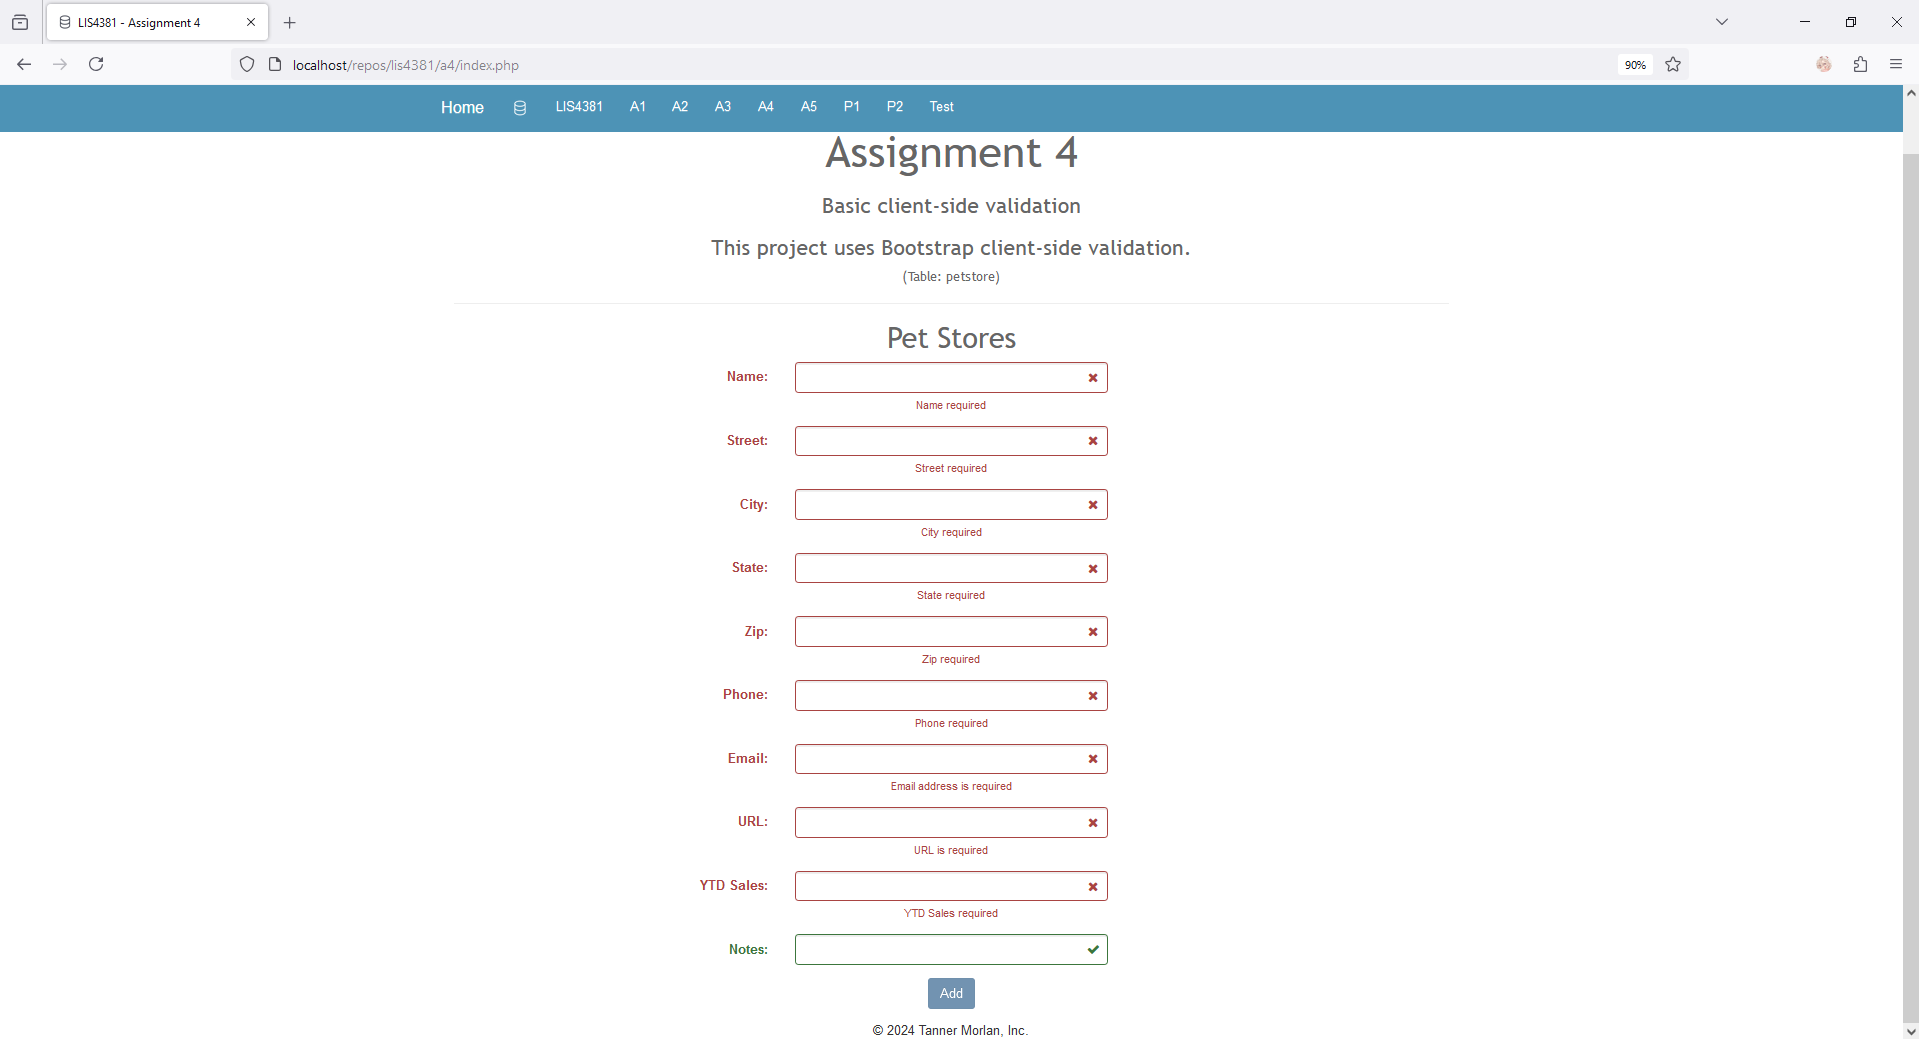 LIS4381 - Assignment 4
localhost/repos/lis4381/a4/index.php
90%
Home LIS4381 A1 A2 A3 A4 A5 P1 P2 Test
Assignment 4
Basic client-side validation
This project uses Bootstrap client-side validation.
(Table: petstore)
Pet Stores
Name:
Name required
Street:
Street required
City:
City required
State:
State required
Zip:
Zip required
Phone:
Phone required
Email:
Email address is required
URL:
URL is required
YTD Sales:
YTD Sales required
Notes:
Add
© 2024 Tanner Morlan, Inc.